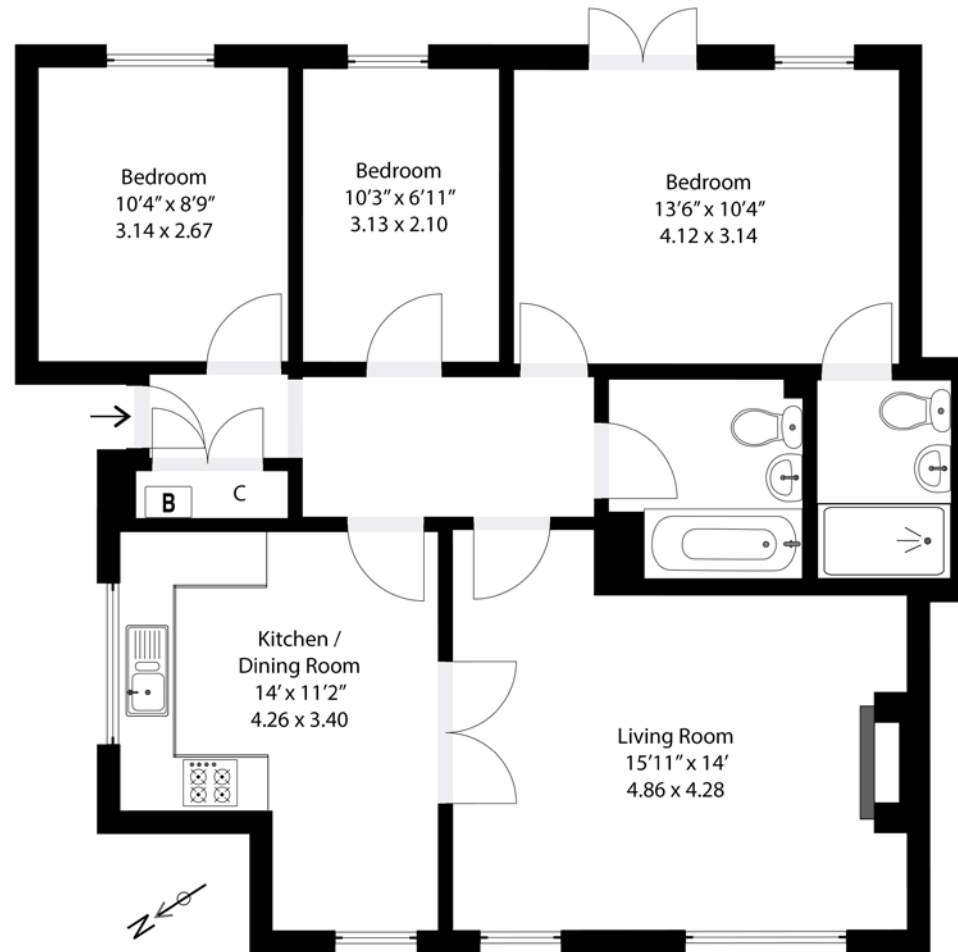 Bedroom
10'4" x 8'9"
3.14 x 2.67
Bedroom
10'3" x 6'11"
3.13 x 2.10
Bedroom
13'6" x 10'4"
4.12 x 3.14
B
C
Kitchen /
Dining Room
14' x 11'2"
4.26 x 3.40
Living Room
15'11" x 14'
4.86 x 4.28
N